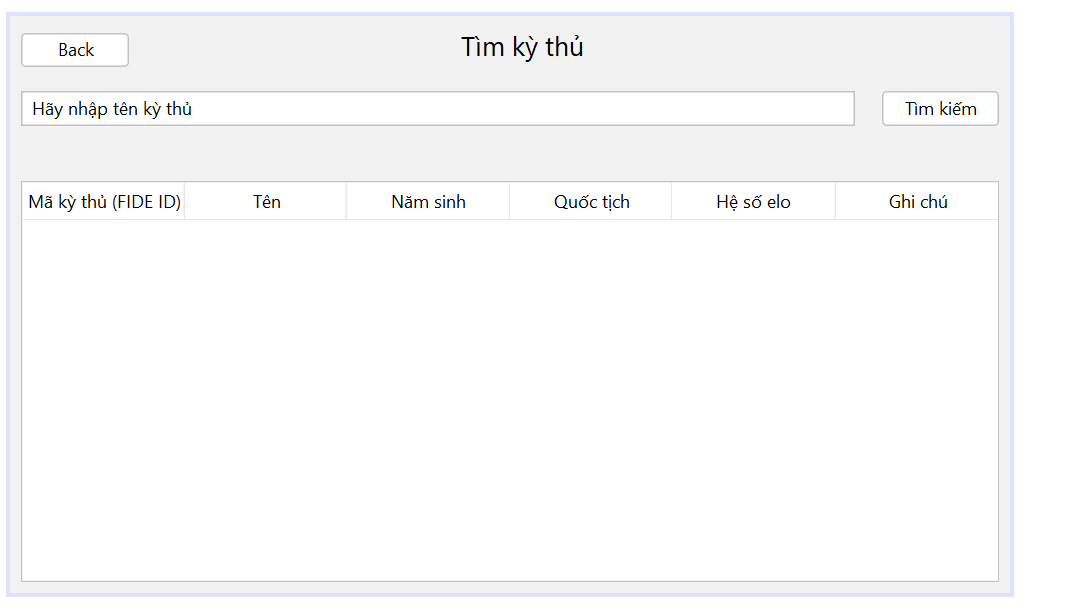 Back
Tìm kỳ thủ
Hãy nhập tên kỳ thủ
Tìm kiếm
Mã kỳ thủ (FIDE ID) Tên Năm sinh Quốc tịch Hệ số elo Ghi chú